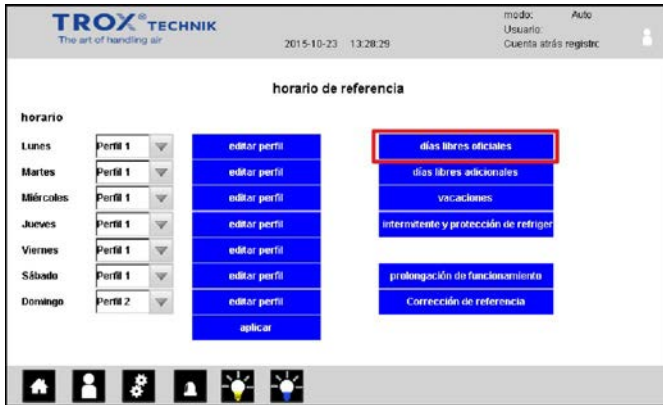 TROX® TECHNIK
The art of handling air
2015-10-23 13:28:29
modo: Auto
Usuario:
Cuenta atrás registrc
horario de referencia
horario
Lunes Perfil 1 editar perfil días libres oficiales
Martes Perfil 1 editar perfil días libres adicionales
Miércoles Perfil 1 editar perfil vacaciones
Jueves Perfil 1 editar perfil intermitente y protección de refriger
Viernes Perfil 1 editar perfil
Sábado Perfil 1 editar perfil prolongación de funcionamiento
Domingo Perfil 2 editar perfil Corrección de referencia
aplicar